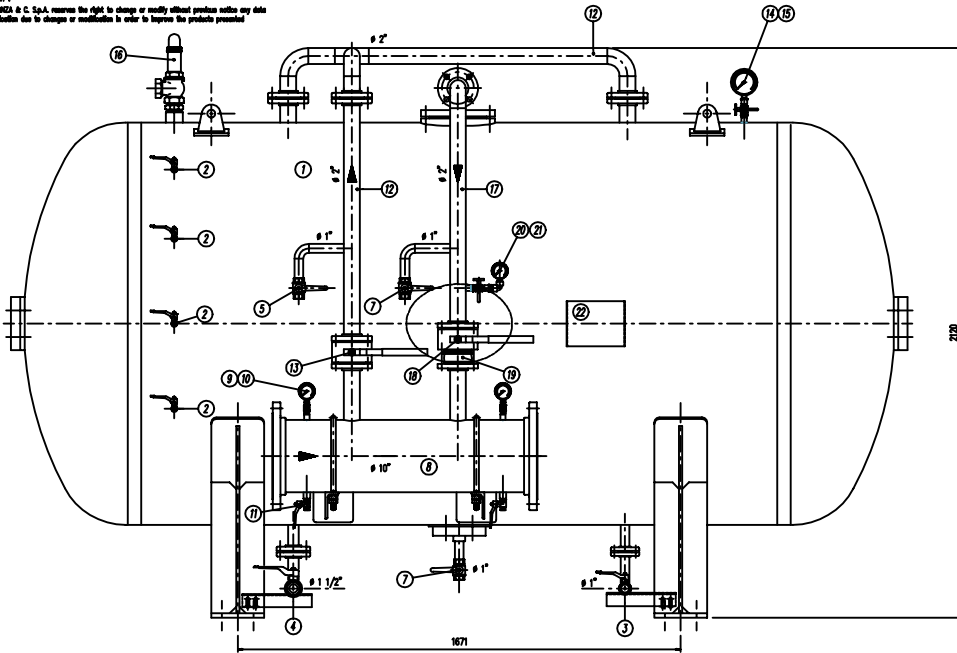 NZA & C. S.p.A. reserves the right to change or modify without previous notice any data
ication due to changes or modification in order to improve the products presented
ø 2"
12
14 15
16
2
1
ø 2"
12
ø 2"
17
2
ø 1"
ø 1"
20 21
5
7
2
22
2120
13
18
19
9 10
2
ø 10"
8
11
7
ø 1"
ø 1 1/2"
ø 1"
4
3
1671